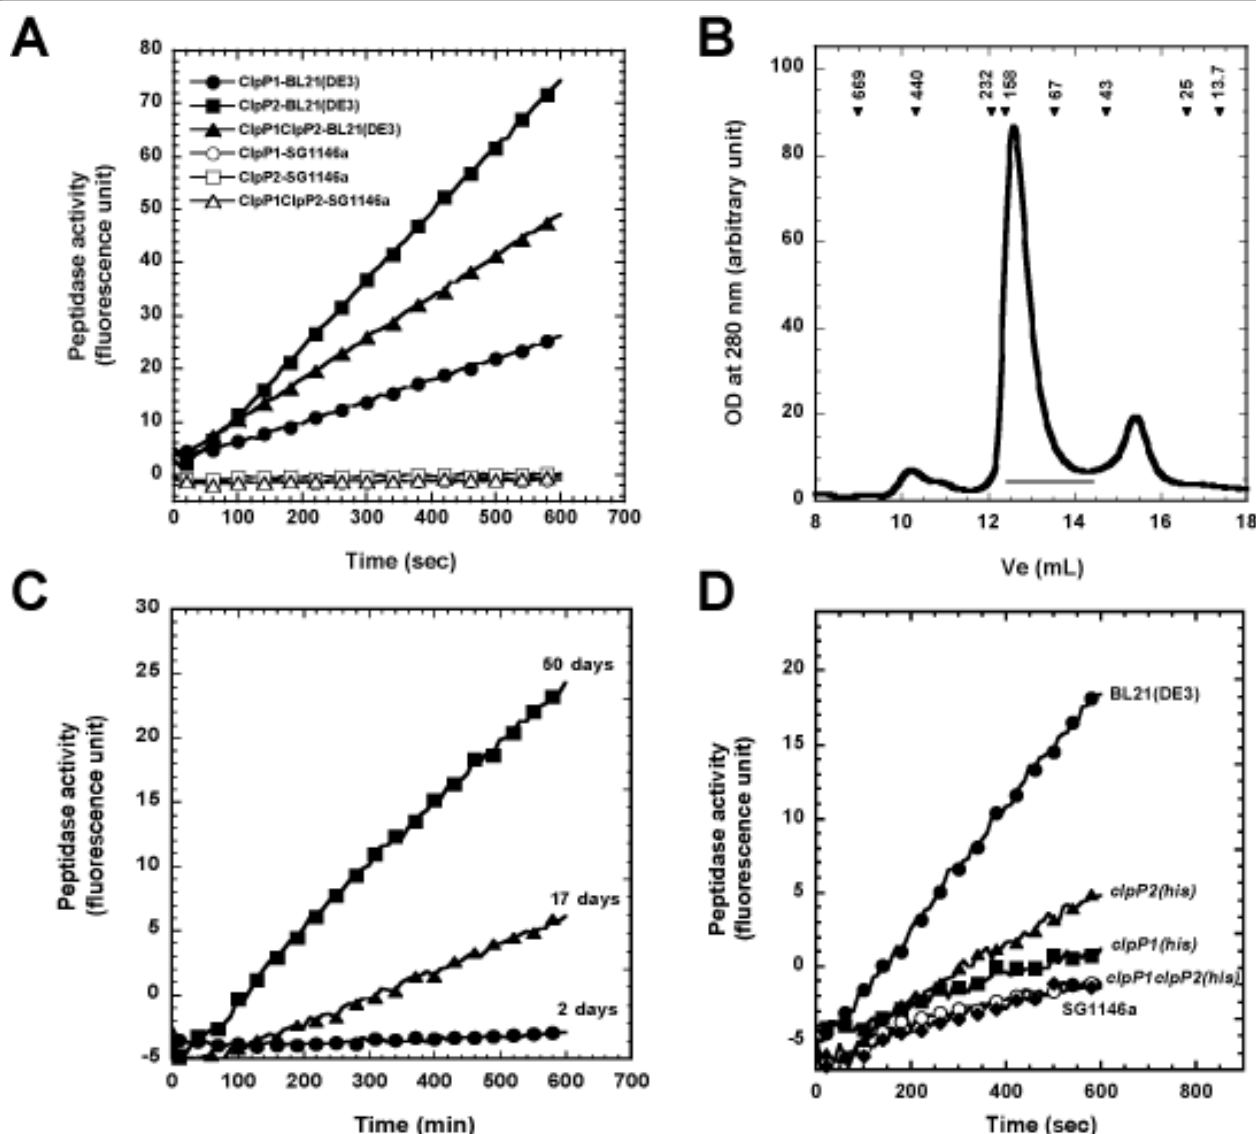 A
80
70
60
50
40
30
20
10
0
Peptidase activity
(fluorescence unit)
ClpP1-BL21(DE3)
ClpP2-BL21(DE3)
ClpP1ClpP2-BL21(DE3)
ClpP1-SG1146a
ClpP2-SG1146a
ClpP1ClpP2-SG1146a
0 100 200 300 400 500 600 700
Time (sec)
B
100
80
60
40
20
0
OD at 280 nm (arbitrary unit)
669 440 232 158 67 43 25 13.7
8 10 12 14 16 18
Ve (mL)
C
30
25
20
15
10
5
0
-5
Peptidase activity
(fluorescence unit)
60 days
17 days
2 days
0 100 200 300 400 500 600 700
Time (min)
D
20
15
10
5
0
-5
Peptidase activity
(fluorescence unit)
BL21(DE3)
clpP2(his)
clpP1(his)
clpP1clpP2(his)
SG1146a
0 200 400 600 800
Time (sec)